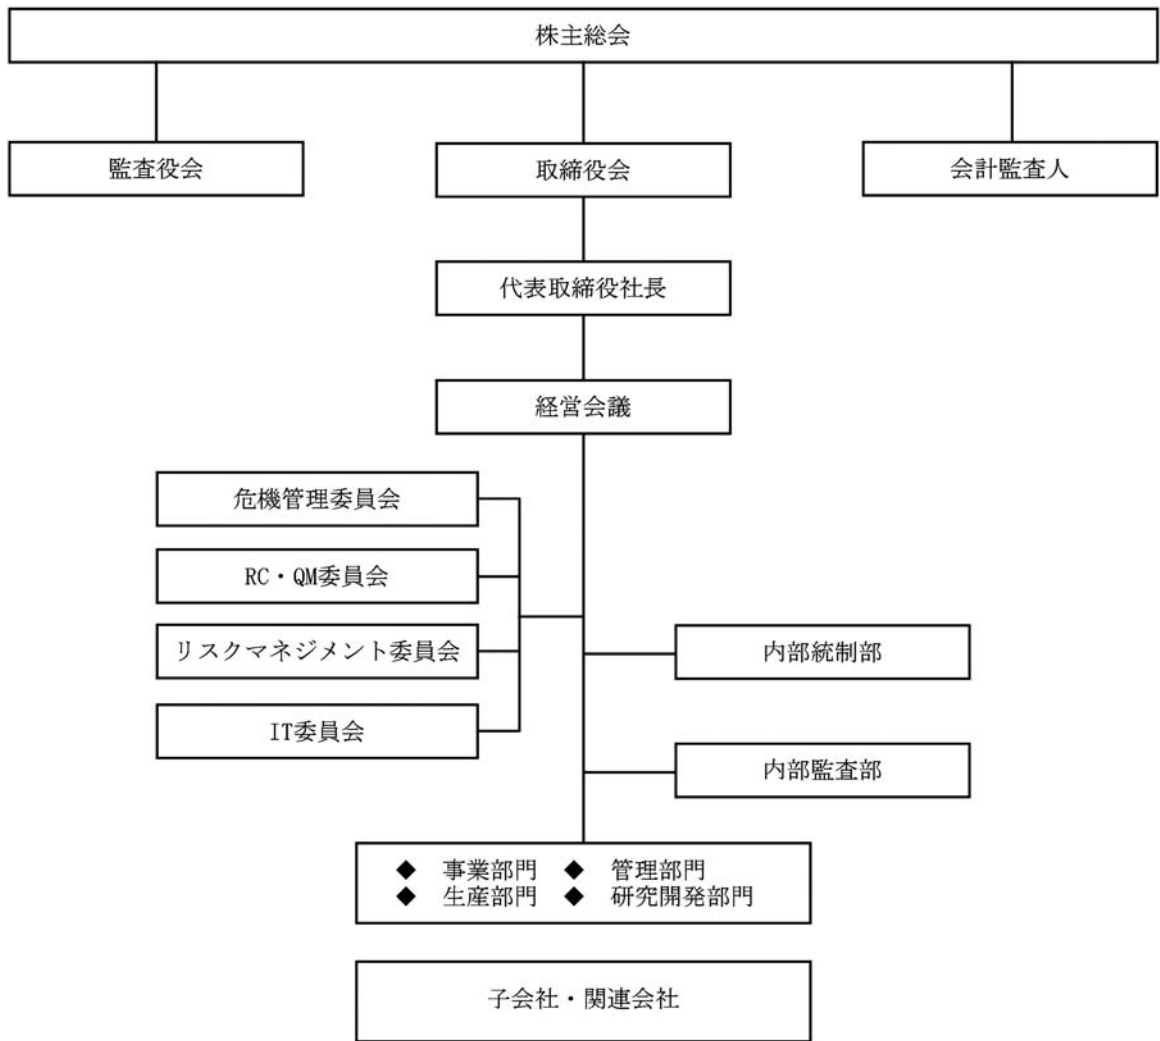 株主総会
監査役会
取締役会
会計監査人
代表取締役社長
経営会議
危機管理委員会
RC・QM委員会
リスクマネジメント委員会
内部統制部
IT委員会
内部監査部
◆ 事業部門 ◆ 管理部門
◆ 生産部門 ◆ 研究開発部門
子会社・関連会社